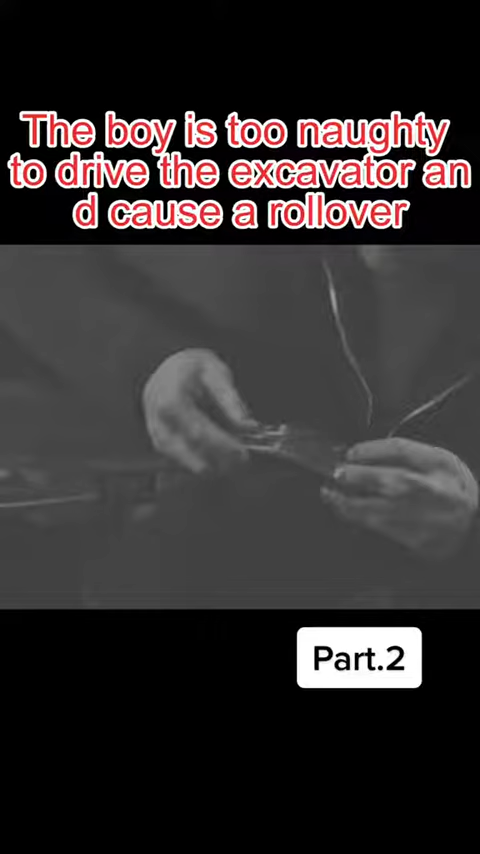 The boy is too naughty
to drive the excavator an
d cause a rollover
Part.2